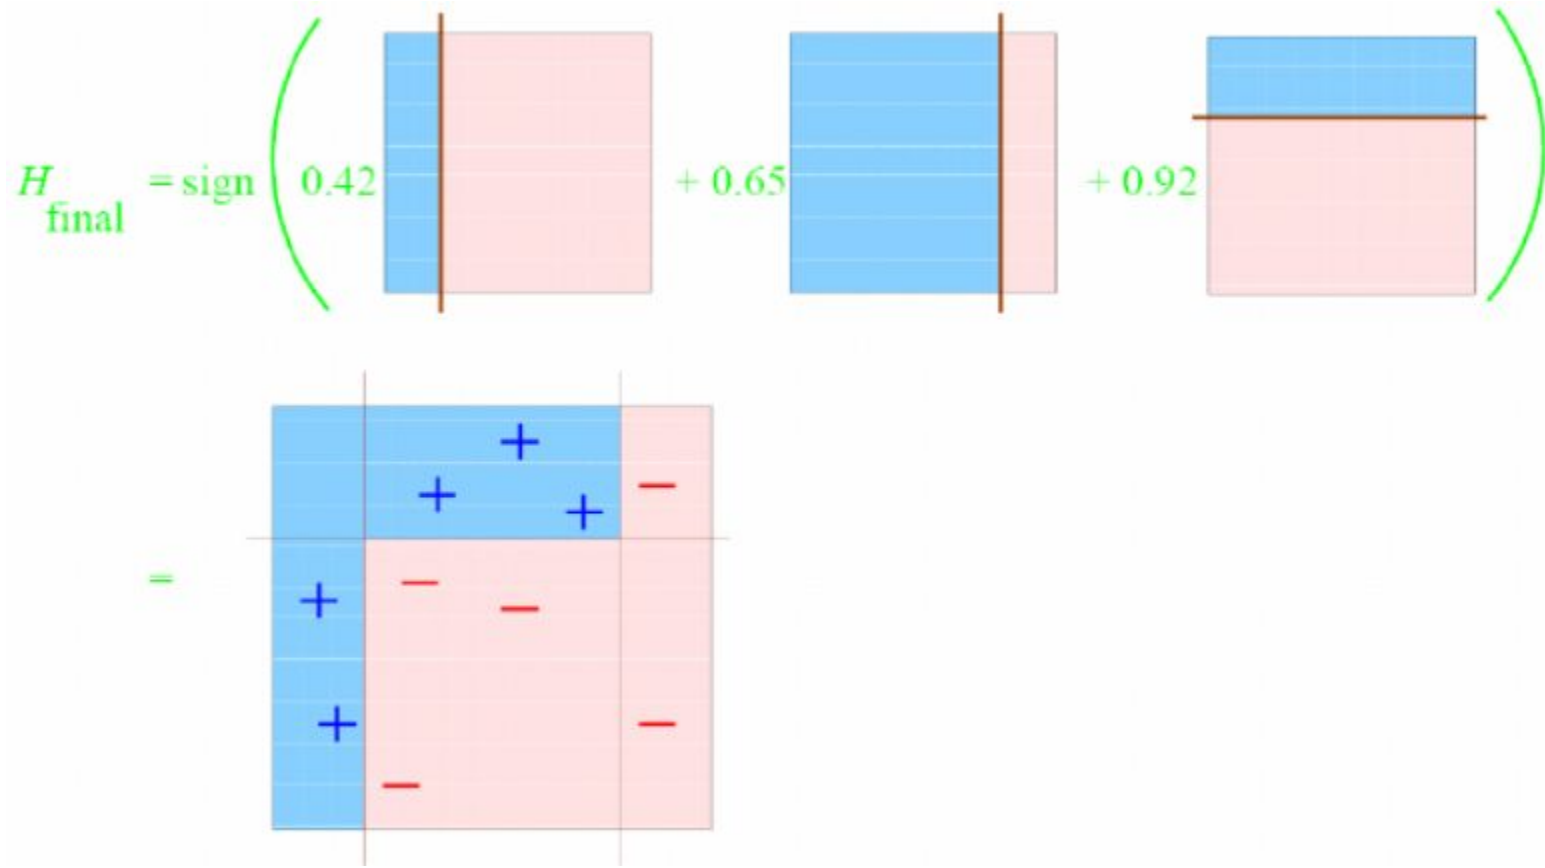 H final = sign ( 0.42 + 0.65 + 0.92 )
+
+ + −
= + − −
+ −
−